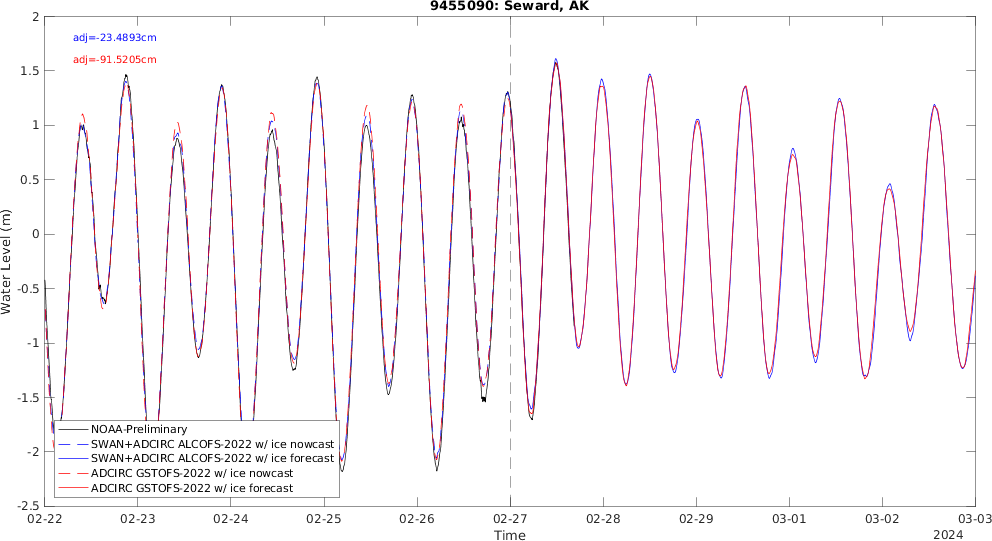 9455090: Seward, AK
adj=-23.4893cm
adj=-91.5205cm
Water Level (m)
2
1.5
1
0.5
0
-0.5
-1
-1.5
-2
-2.5
NOAA-Preliminary
SWAN+ADCIRC ALCOFS-2022 w/ ice nowcast
SWAN+ADCIRC ALCOFS-2022 w/ ice forecast
ADCIRC GSTOFS-2022 w/ ice nowcast
ADCIRC GSTOFS-2022 w/ ice forecast
02-22 02-23 02-24 02-25 02-26 02-27 02-28 02-29 03-01 03-02 03-03
Time
2024